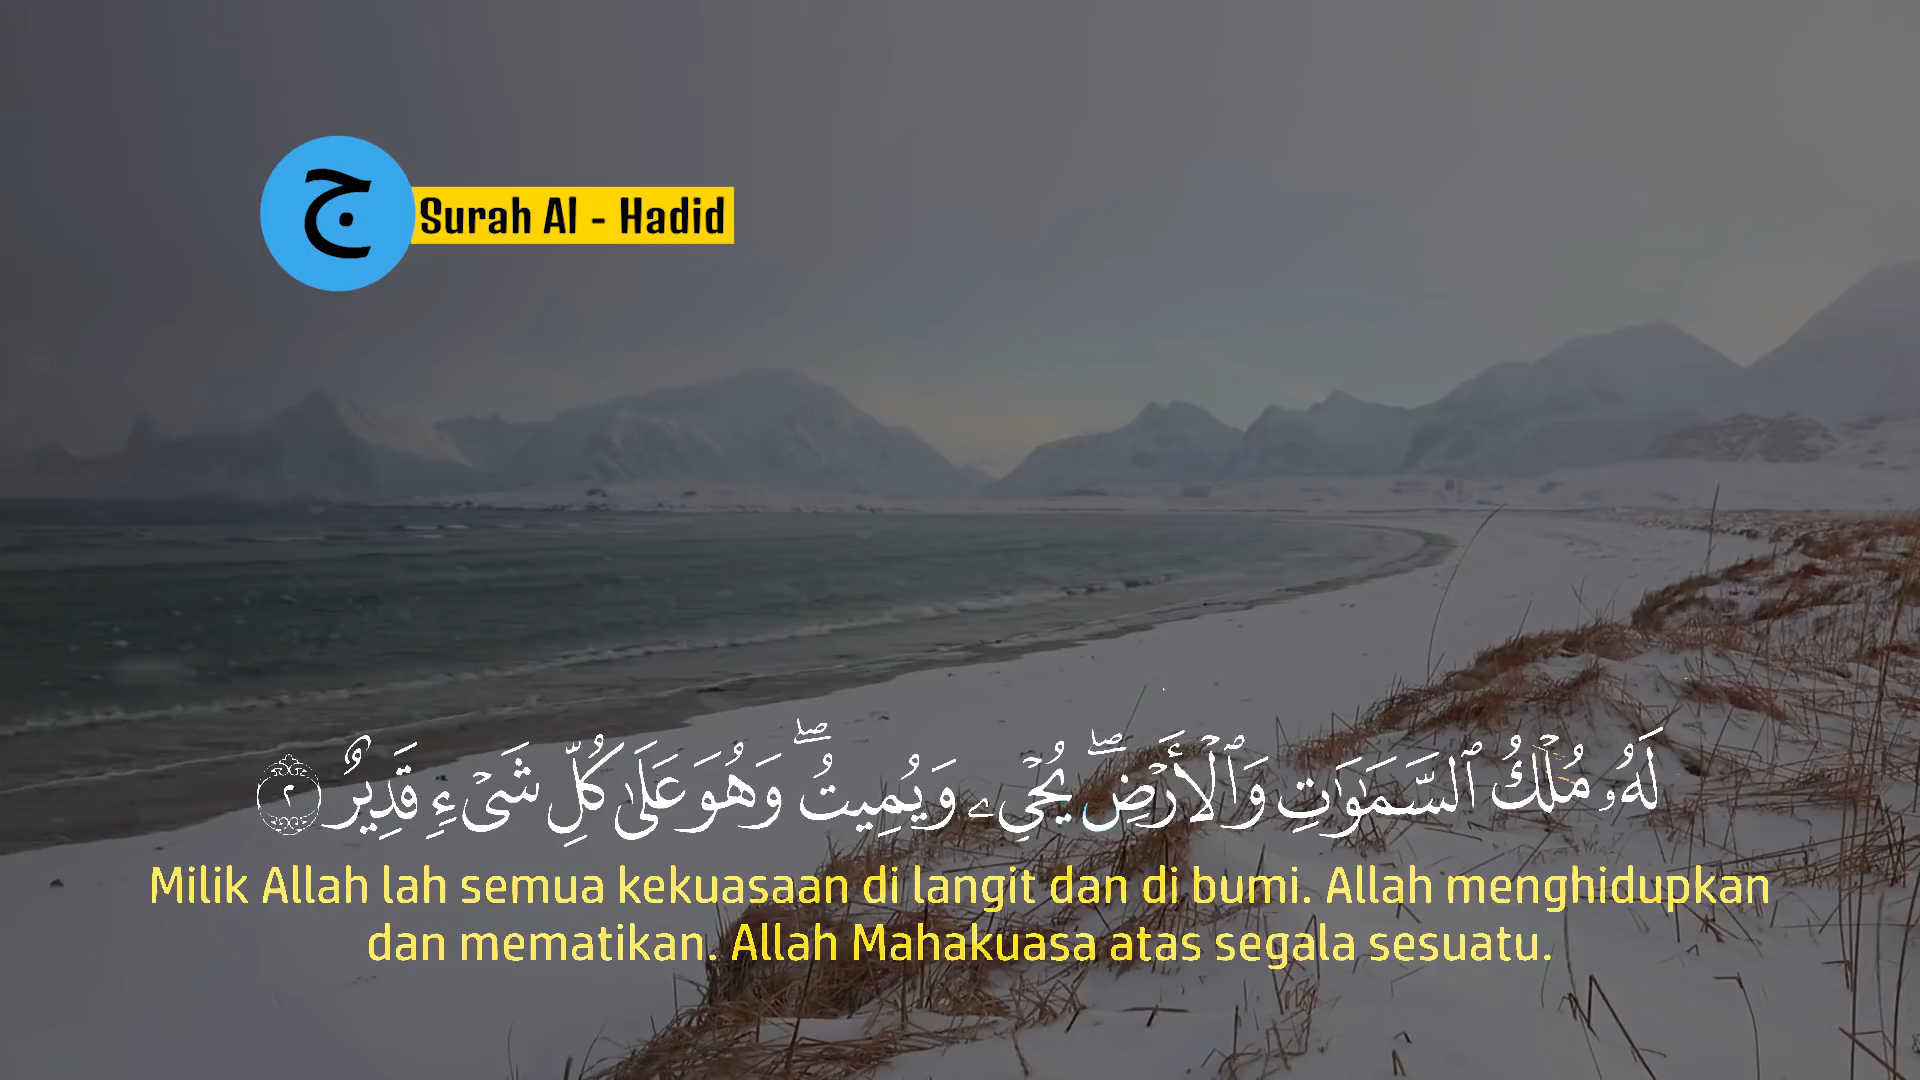 ج
Surah Al - Hadid
لَهُۥ مُلْكُ ٱلسَّمَٰوَٰتِ وَٱلْأَرْضِ ۖ يُحْىِۦ وَيُمِيتُ ۖ وَهُوَ عَلَىٰ كُلِّ شَىْءٍ قَدِيرٌ ٢
Milik Allah lah semua kekuasaan di langit dan di bumi. Allah menghidupkan
dan mematikan. Allah Mahakuasa atas segala sesuatu.